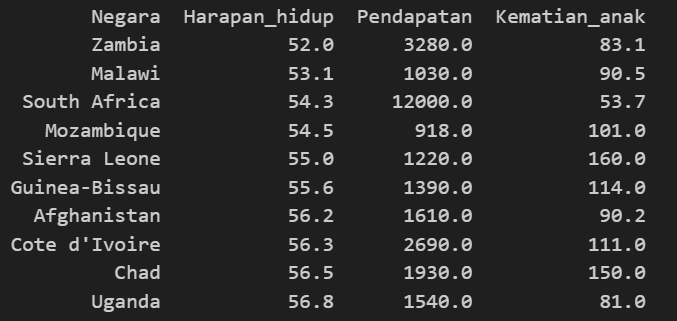 Negara Harapan_hidup Pendapatan Kematian_anak
Zambia 52.0 3280.0 83.1
Malawi 53.1 1030.0 90.5
South Africa 54.3 12000.0 53.7
Mozambique 54.5 918.0 101.0
Sierra Leone 55.0 1220.0 160.0
Guinea-Bissau 55.6 1390.0 114.0
Afghanistan 56.2 1610.0 90.2
Cote d'Ivoire 56.3 2690.0 111.0
Chad 56.5 1930.0 150.0
Uganda 56.8 1540.0 81.0